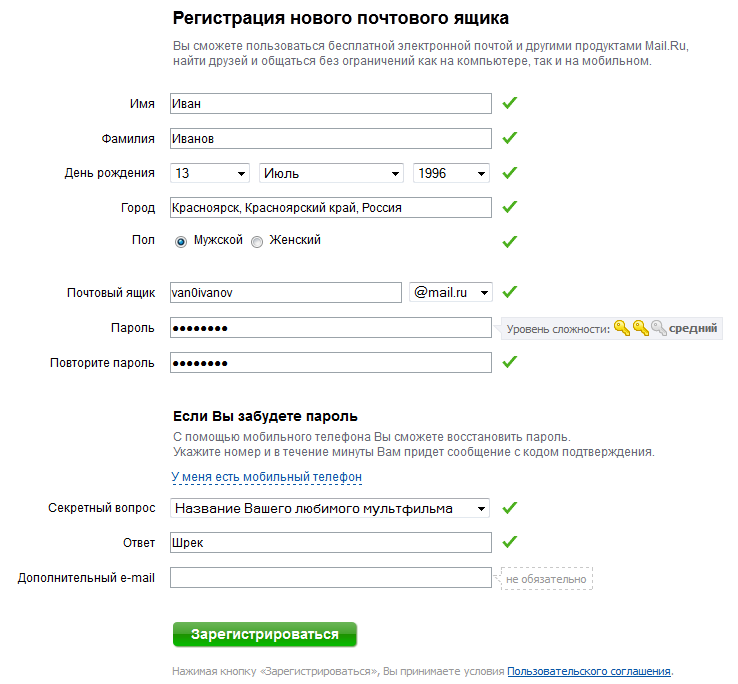 Регистрация нового почтового ящика
Вы сможете пользоваться бесплатной электронной почтой и другими продуктами Mail.Ru,
найти друзей и общаться без ограничений как на компьютере, так и на мобильном.
Имя Иван
Фамилия Иванов
День рождения 13 Июль 1996
Город Красноярск, Красноярский край, Россия
Пол Мужской Женский
Почтовый ящик van0ivanov @mail.ru
Пароль ●●●●●●●● Уровень сложности: средний
Повторите пароль ●●●●●●●●
Если Вы забудете пароль
С помощью мобильного телефона Вы сможете восстановить пароль.
Укажите номер и в течение минуты Вам придет сообщение с кодом подтверждения.
У меня есть мобильный телефон
Секретный вопрос Название Вашего любимого мультфильма
Ответ Шрек
Дополнительный e-mail не обязательно
Зарегистрироваться
Нажимая кнопку «Зарегистрироваться», Вы принимаете условия Пользовательского соглашения.